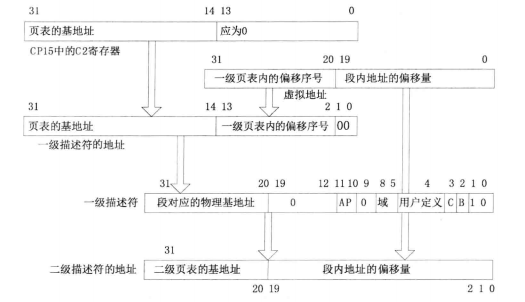 31 14 13 0
页表的基地址 应为0
CP15中的C2寄存器
31 20 19 0
一级页表内的偏移序号 段内地址的偏移量
虚拟地址
31 14 13 2 1 0
页表的基地址 一级页表内的偏移序号 00
一级描述符的地址
31 20 19 12 11 10 9 8 5 4 3 2 1 0
一级描述符 段对应的物理基地址 0 AP 0 域 用户定义 C B 1 0
31
二级描述符的地址 二级页表的基地址 段内地址的偏移量
20 19 2 1 0